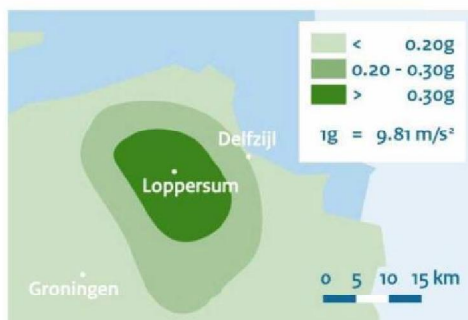 < 0.20g
0.20 - 0.30g
> 0.30g
1g = 9.81 m/s²
Delfzijl
Loppersum
Groningen
0 5 10 15 km